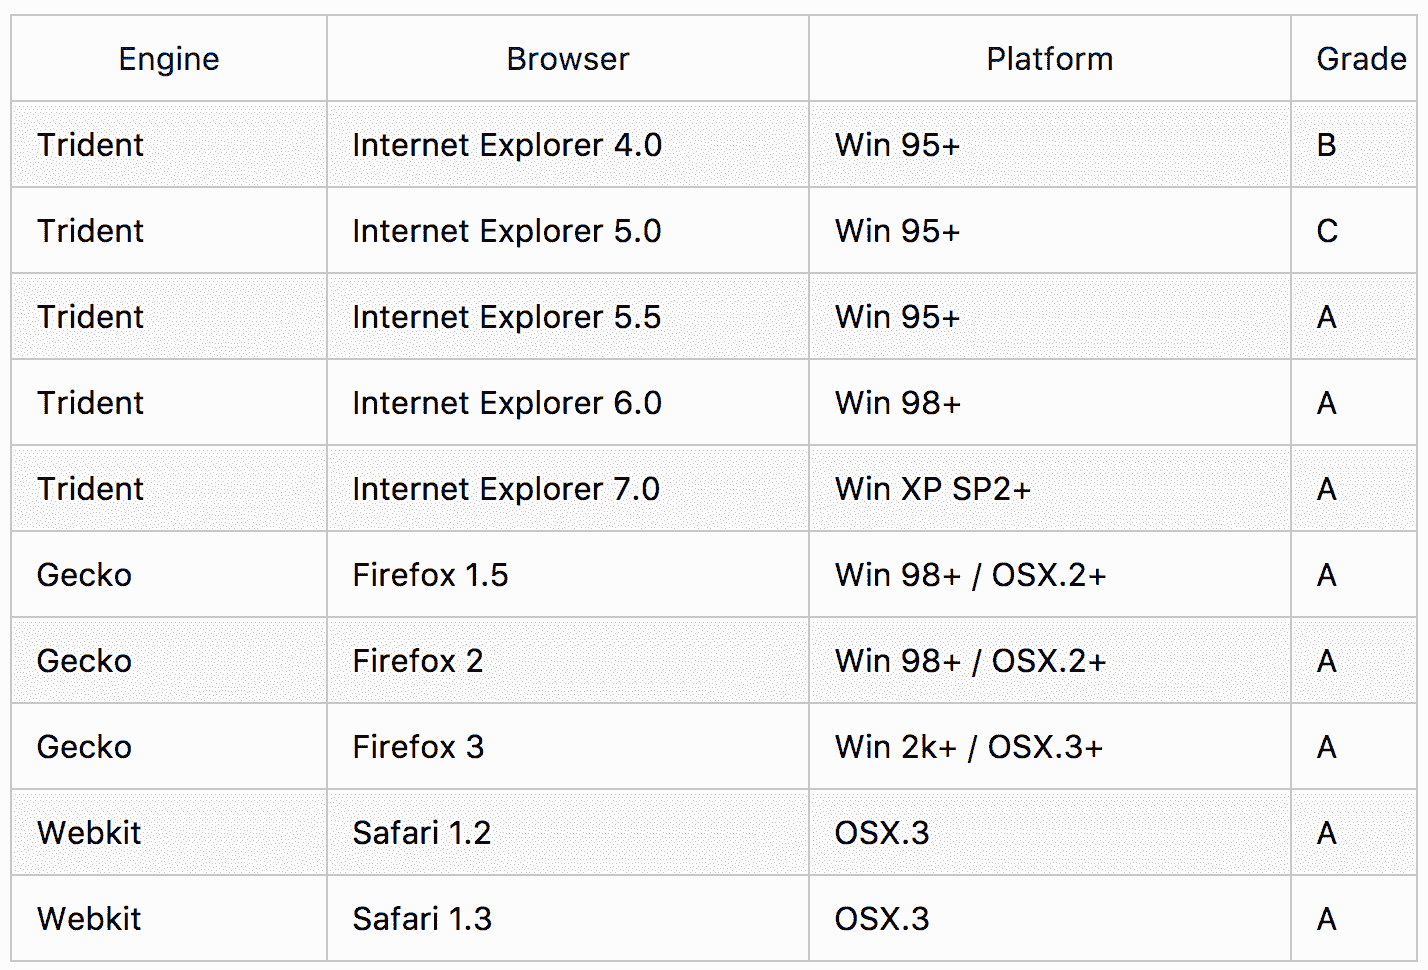 Engine Browser Platform Grade
Trident Internet Explorer 4.0 Win 95+ B
Trident Internet Explorer 5.0 Win 95+ C
Trident Internet Explorer 5.5 Win 95+ A
Trident Internet Explorer 6.0 Win 98+ A
Trident Internet Explorer 7.0 Win XP SP2+ A
Gecko Firefox 1.5 Win 98+ / OSX.2+ A
Gecko Firefox 2 Win 98+ / OSX.2+ A
Gecko Firefox 3 Win 2k+ / OSX.3+ A
Webkit Safari 1.2 OSX.3 A
Webkit Safari 1.3 OSX.3 A